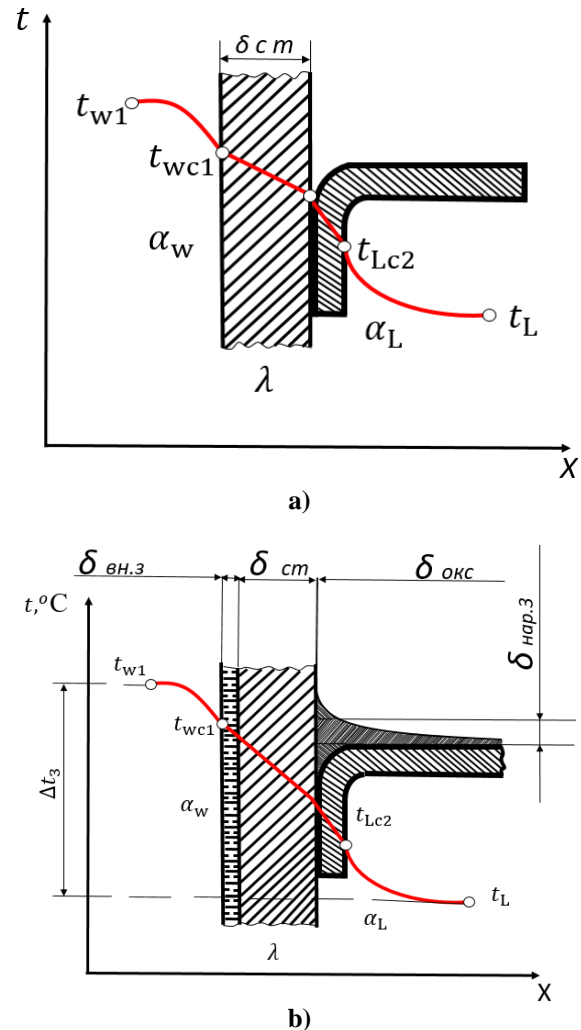 t
δ ст
t_w1
t_wc1
α_w
t_Lc2
α_L
t_L
λ
X
a)
δ вн.з
δ ст
δ окс
δ нар.з
t,°C
t_w1
t_wc1
Δt_з
α_w
t_Lc2
t_L
α_L
λ
X
b)